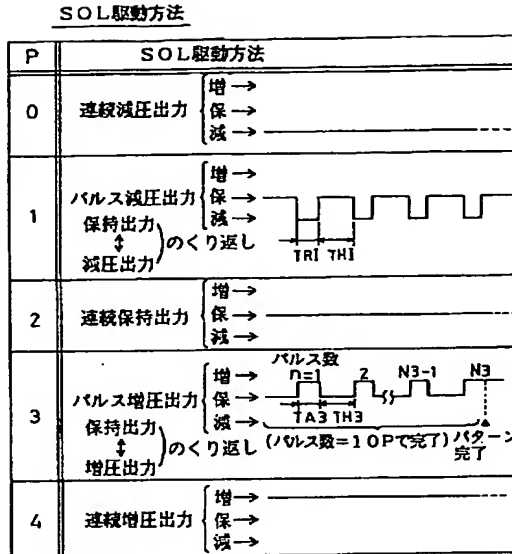 SOL駆動方法
P SOL駆動方法
0 連続減圧出力 増→
保→
減→
1 パルス減圧出力 増→
保→
減→
保持出力
↕
減圧出力
のくり返し
TR1 TH1
2 連続保持出力 増→
保→
減→
3 パルス増圧出力 増→
保→
減→
保持出力
↕
増圧出力
のくり返し
パルス数
n=1 2 N3-1 N3
TA3 TH3
(パルス数=10Pで完了) パターン
完了
4 連続増圧出力 増→
保→
減→